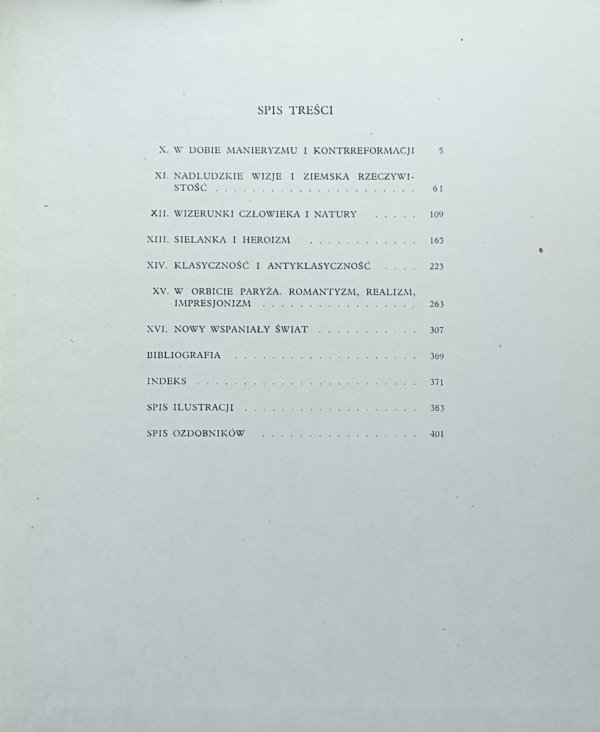 SPIS TREŚCI
X. W DOBIE MANIERYZMU I KONTRREFORMACJI 5
XI. NADLUDZKIE WIZJE I ZIEMSKA RZECZYWI-
STOŚĆ . . . . . . . . . . . . . . . . . . . . . . . 61
XII. WIZERUNKI CZŁOWIEKA I NATURY . . . . . 109
XIII. SIELANKA I HEROIZM . . . . . . . . . . . . 163
XIV. KLASYCZNOŚĆ I ANTYKLASYCZNOŚĆ . . . . 223
XV. W ORBICIE PARYŻA. ROMANTYZM, REALIZM,
IMPRESJONIZM . . . . . . . . . . . . . . . . . 263
XVI. NOWY WSPANIAŁY ŚWIAT . . . . . . . . . . . 307
BIBLIOGRAFIA . . . . . . . . . . . . . . . . . . . . . 369
INDEKS . . . . . . . . . . . . . . . . . . . . . . . . . 371
SPIS ILUSTRACJI . . . . . . . . . . . . . . . . . . . . 383
SPIS OZDOBNIKÓW . . . . . . . . . . . . . . . . . . 401